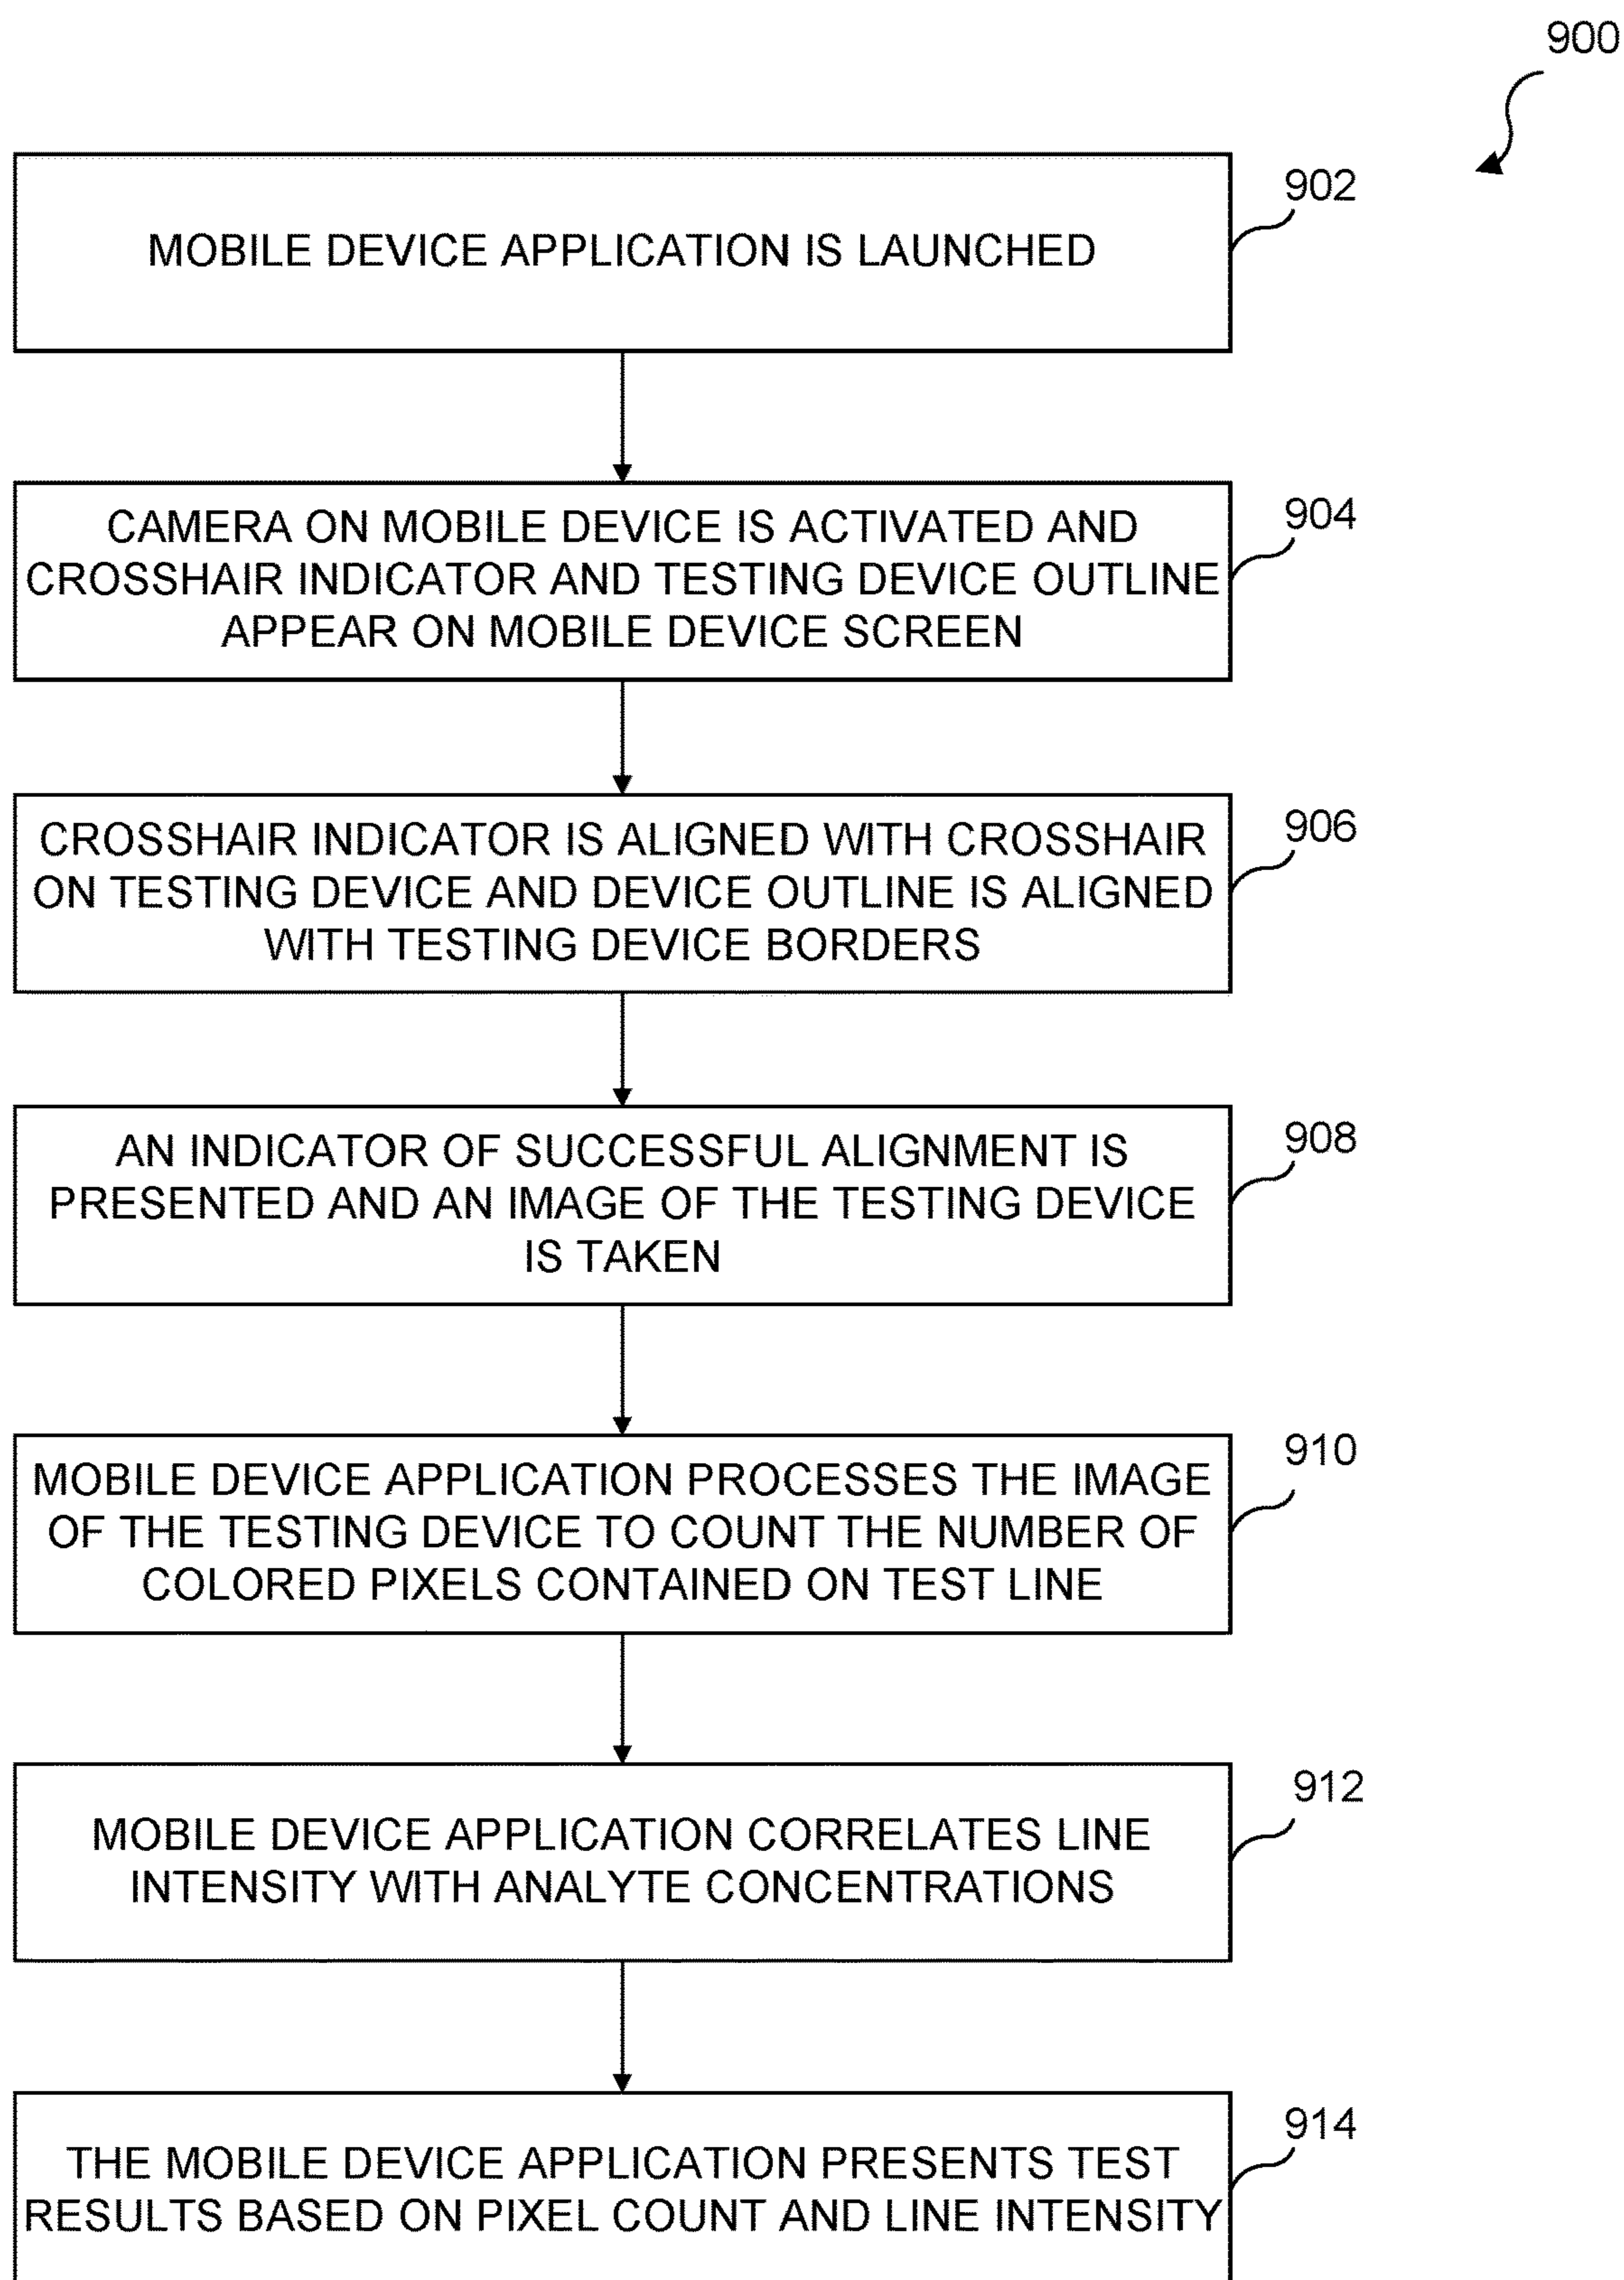 900
902
MOBILE DEVICE APPLICATION IS LAUNCHED
904
CAMERA ON MOBILE DEVICE IS ACTIVATED AND
CROSSHAIR INDICATOR AND TESTING DEVICE OUTLINE
APPEAR ON MOBILE DEVICE SCREEN
906
CROSSHAIR INDICATOR IS ALIGNED WITH CROSSHAIR
ON TESTING DEVICE AND DEVICE OUTLINE IS ALIGNED
WITH TESTING DEVICE BORDERS
908
AN INDICATOR OF SUCCESSFUL ALIGNMENT IS
PRESENTED AND AN IMAGE OF THE TESTING DEVICE
IS TAKEN
910
MOBILE DEVICE APPLICATION PROCESSES THE IMAGE
OF THE TESTING DEVICE TO COUNT THE NUMBER OF
COLORED PIXELS CONTAINED ON TEST LINE
912
MOBILE DEVICE APPLICATION CORRELATES LINE
INTENSITY WITH ANALYTE CONCENTRATIONS
914
THE MOBILE DEVICE APPLICATION PRESENTS TEST
RESULTS BASED ON PIXEL COUNT AND LINE INTENSITY